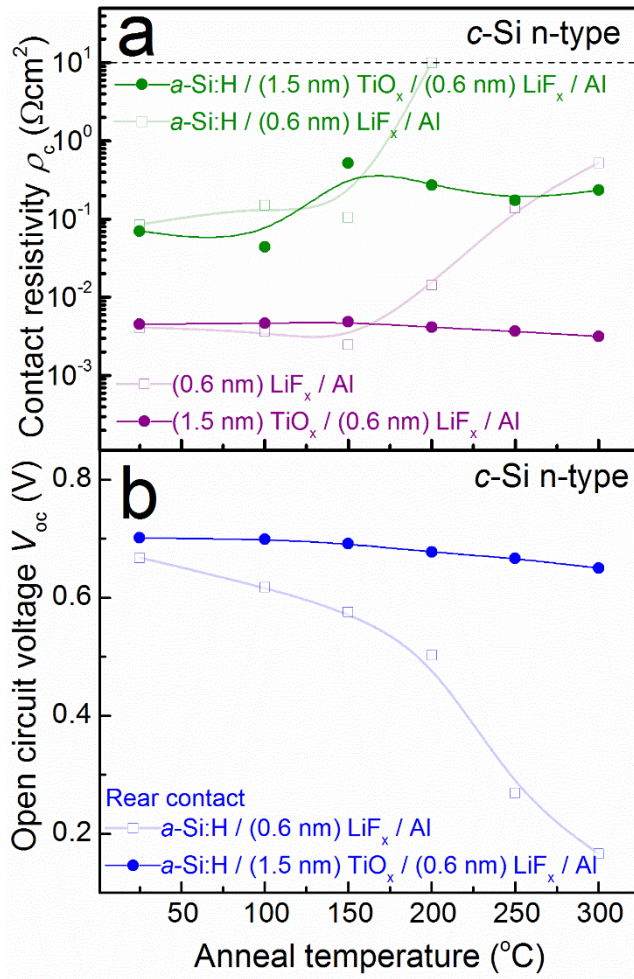 a
c-Si n-type
Contact resistivity ρc (Ωcm²)
10¹
10⁰
10⁻¹
10⁻²
10⁻³
a-Si:H / (1.5 nm) TiOₓ / (0.6 nm) LiFₓ / Al
a-Si:H / (0.6 nm) LiFₓ / Al
(0.6 nm) LiFₓ / Al
(1.5 nm) TiOₓ / (0.6 nm) LiFₓ / Al
b
c-Si n-type
Open circuit voltage Voc (V)
0.8
0.6
0.4
0.2
Rear contact
a-Si:H / (0.6 nm) LiFₓ / Al
a-Si:H / (1.5 nm) TiOₓ / (0.6 nm) LiFₓ / Al
50 100 150 200 250 300
Anneal temperature (°C)